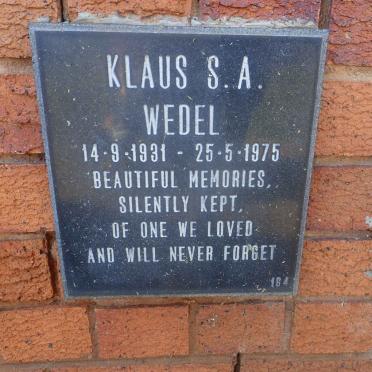 KLAUS S.A.
WEDEL
14-9-1931 - 25-5-1975
BEAUTIFUL MEMORIES,
SILENTLY KEPT,
OF ONE WE LOVED
AND WILL NEVER FORGET
184